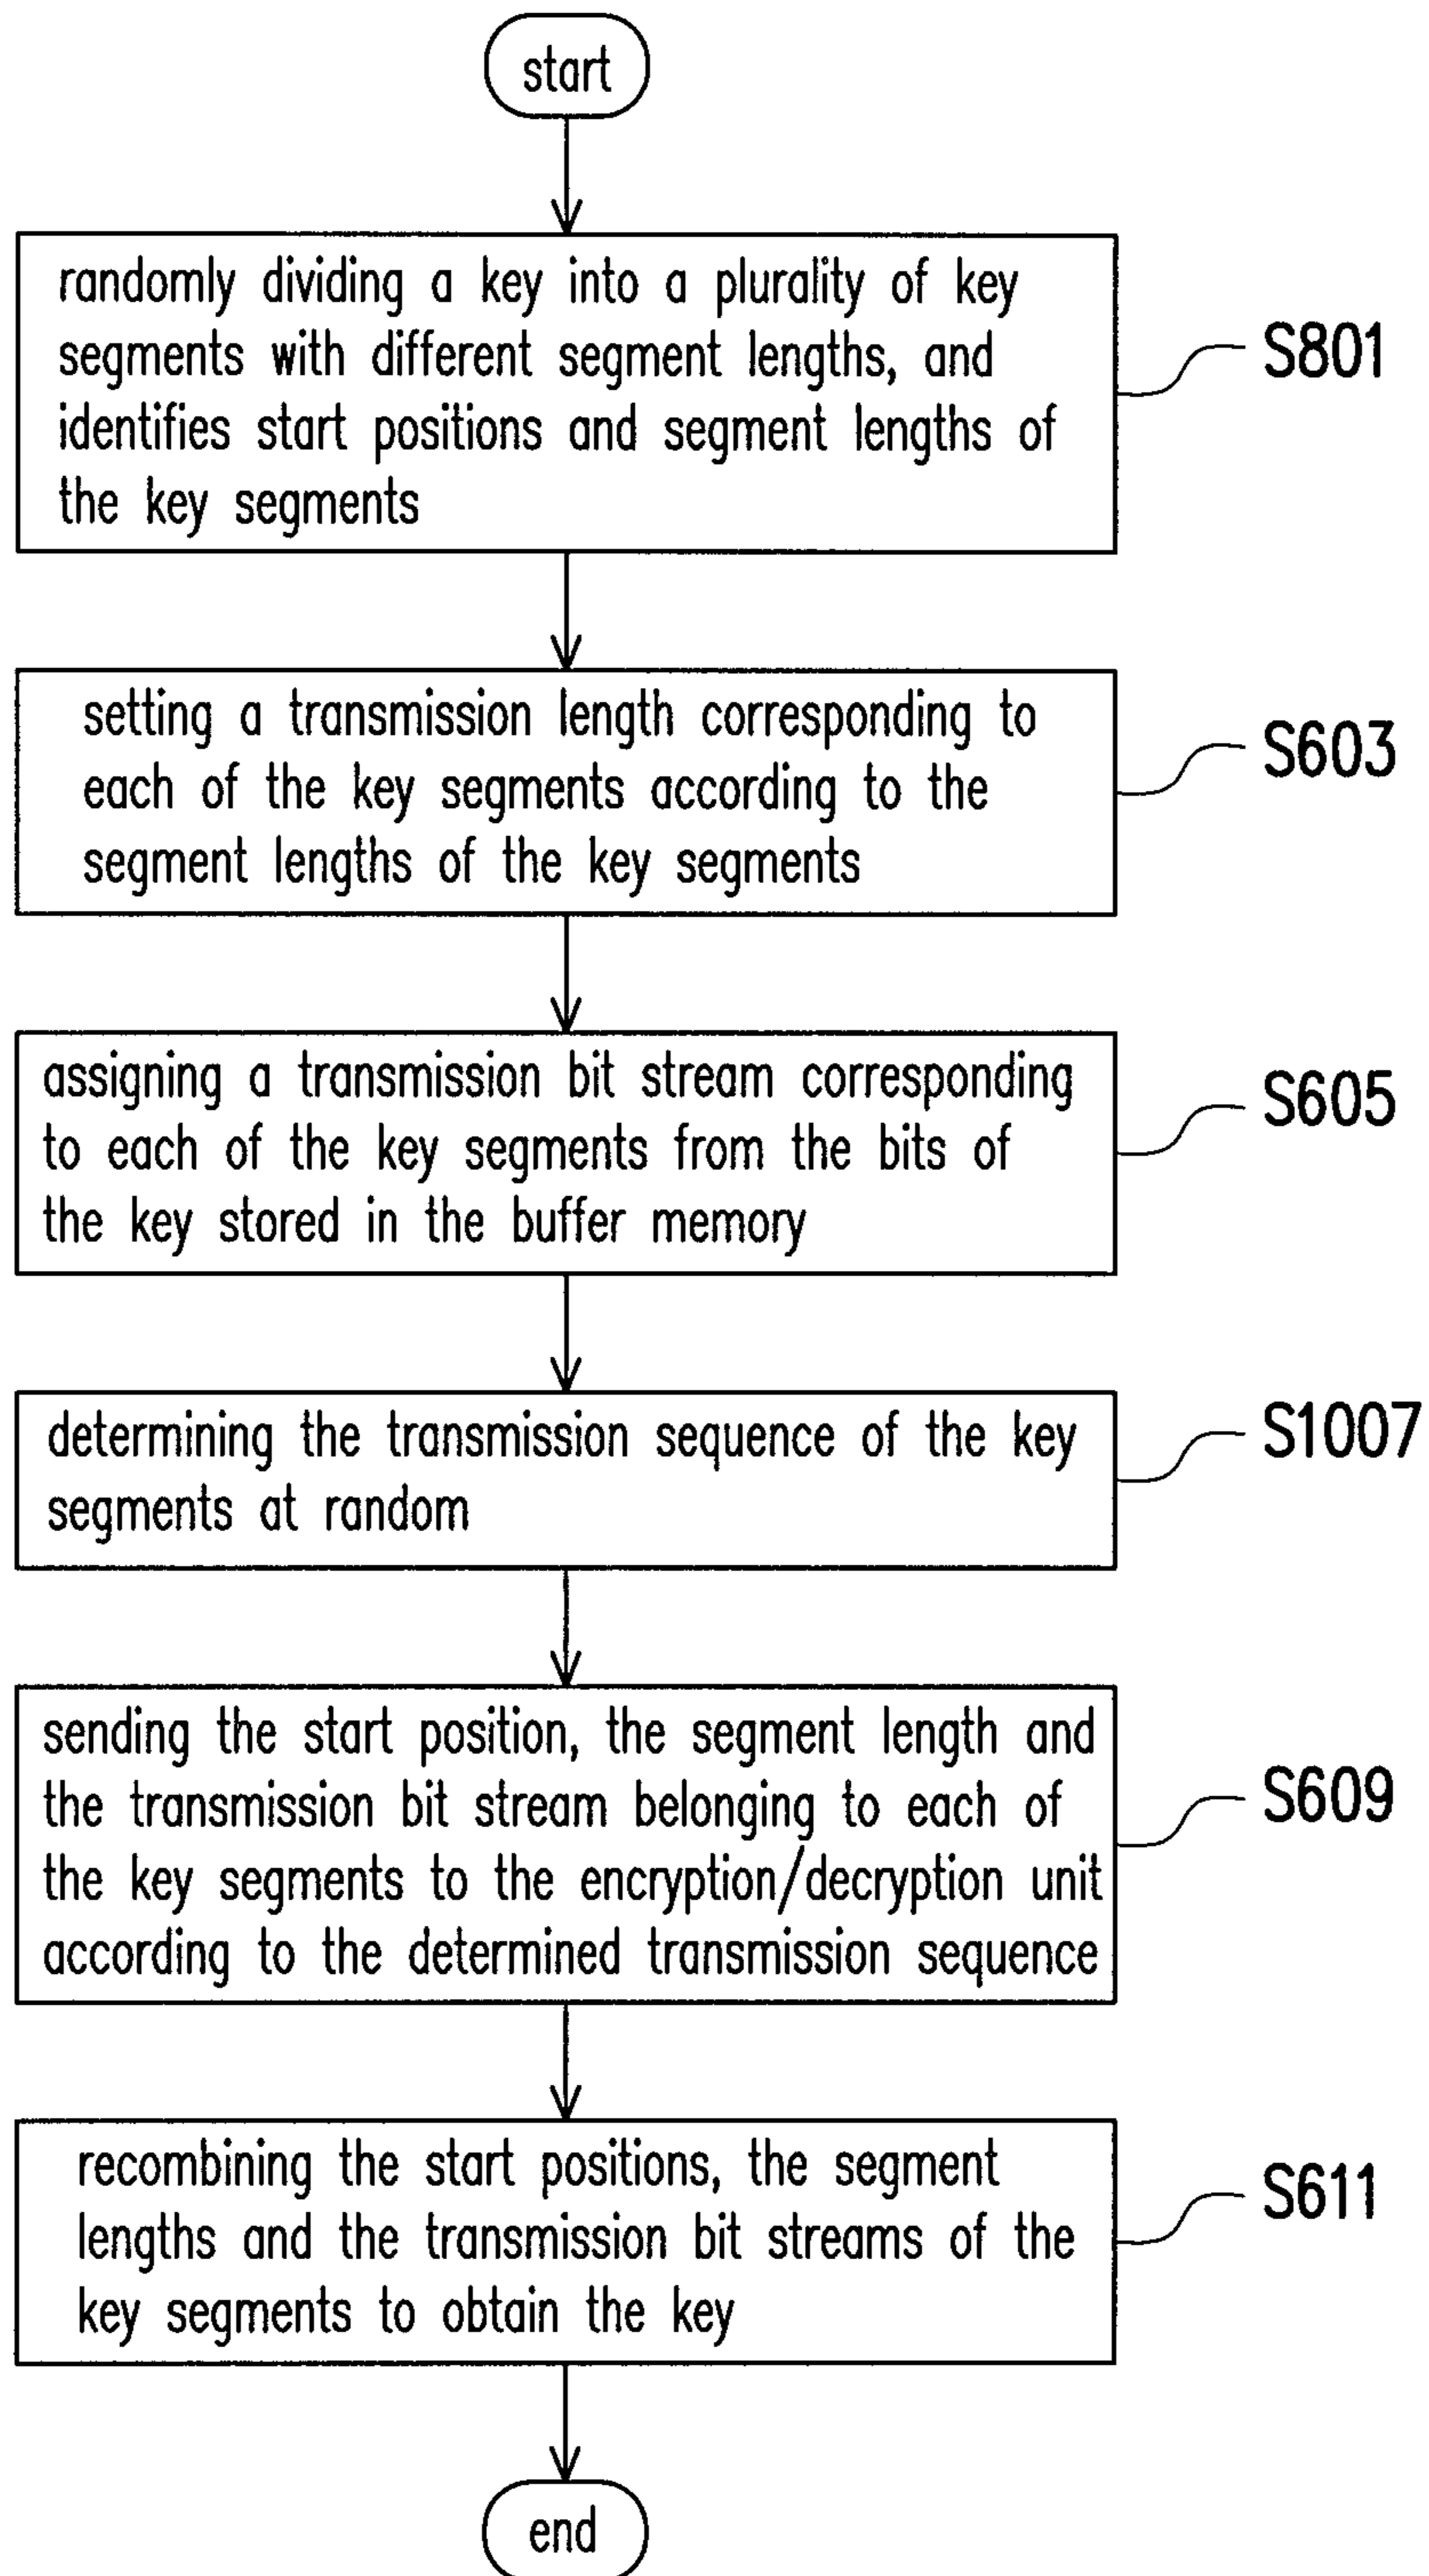 start
randomly dividing a key into a plurality of key
segments with different segment lengths, and
identifies start positions and segment lengths of
the key segments
S801
setting a transmission length corresponding to
each of the key segments according to the
segment lengths of the key segments
S603
assigning a transmission bit stream corresponding
to each of the key segments from the bits of
the key stored in the buffer memory
S605
determining the transmission sequence of the key
segments at random
S1007
sending the start position, the segment length and
the transmission bit stream belonging to each of
the key segments to the encryption/decryption unit
according to the determined transmission sequence
S609
recombining the start positions, the segment
lengths and the transmission bit streams of the
key segments to obtain the key
S611
end